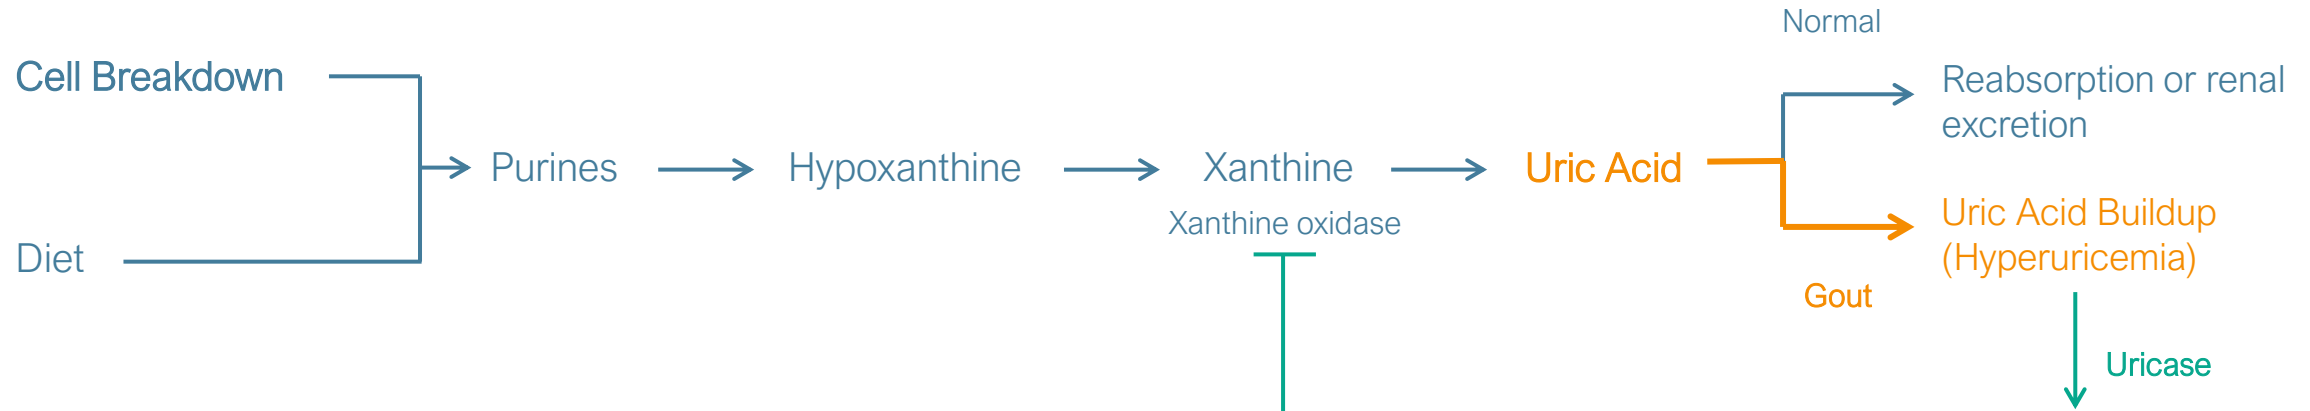 Normal
Cell Breakdown
Reabsorption or renal
excretion
Purines
Hypoxanthine
Xanthine
Uric Acid
Xanthine oxidase
Uric Acid Buildup
(Hyperuricemia)
Diet
Gout
Uricase